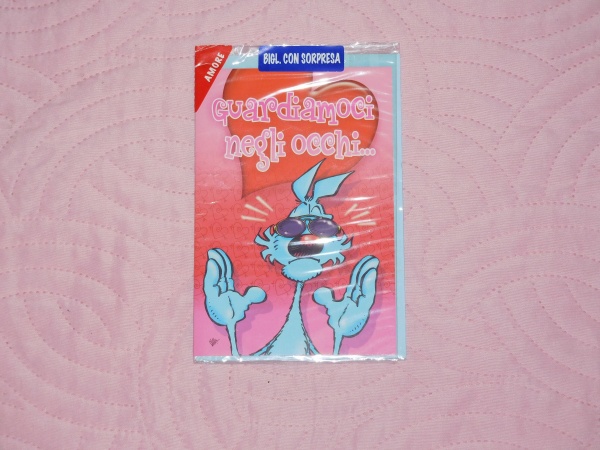 AMORE
BIGL. CON SORPRESA
Guardiamoci
negli occhi...